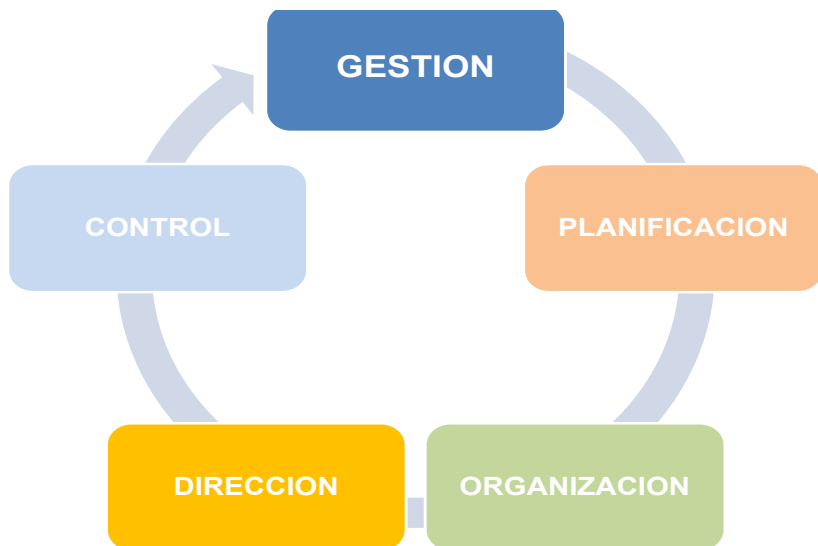 GESTION
PLANIFICACION
ORGANIZACION
DIRECCION
CONTROL